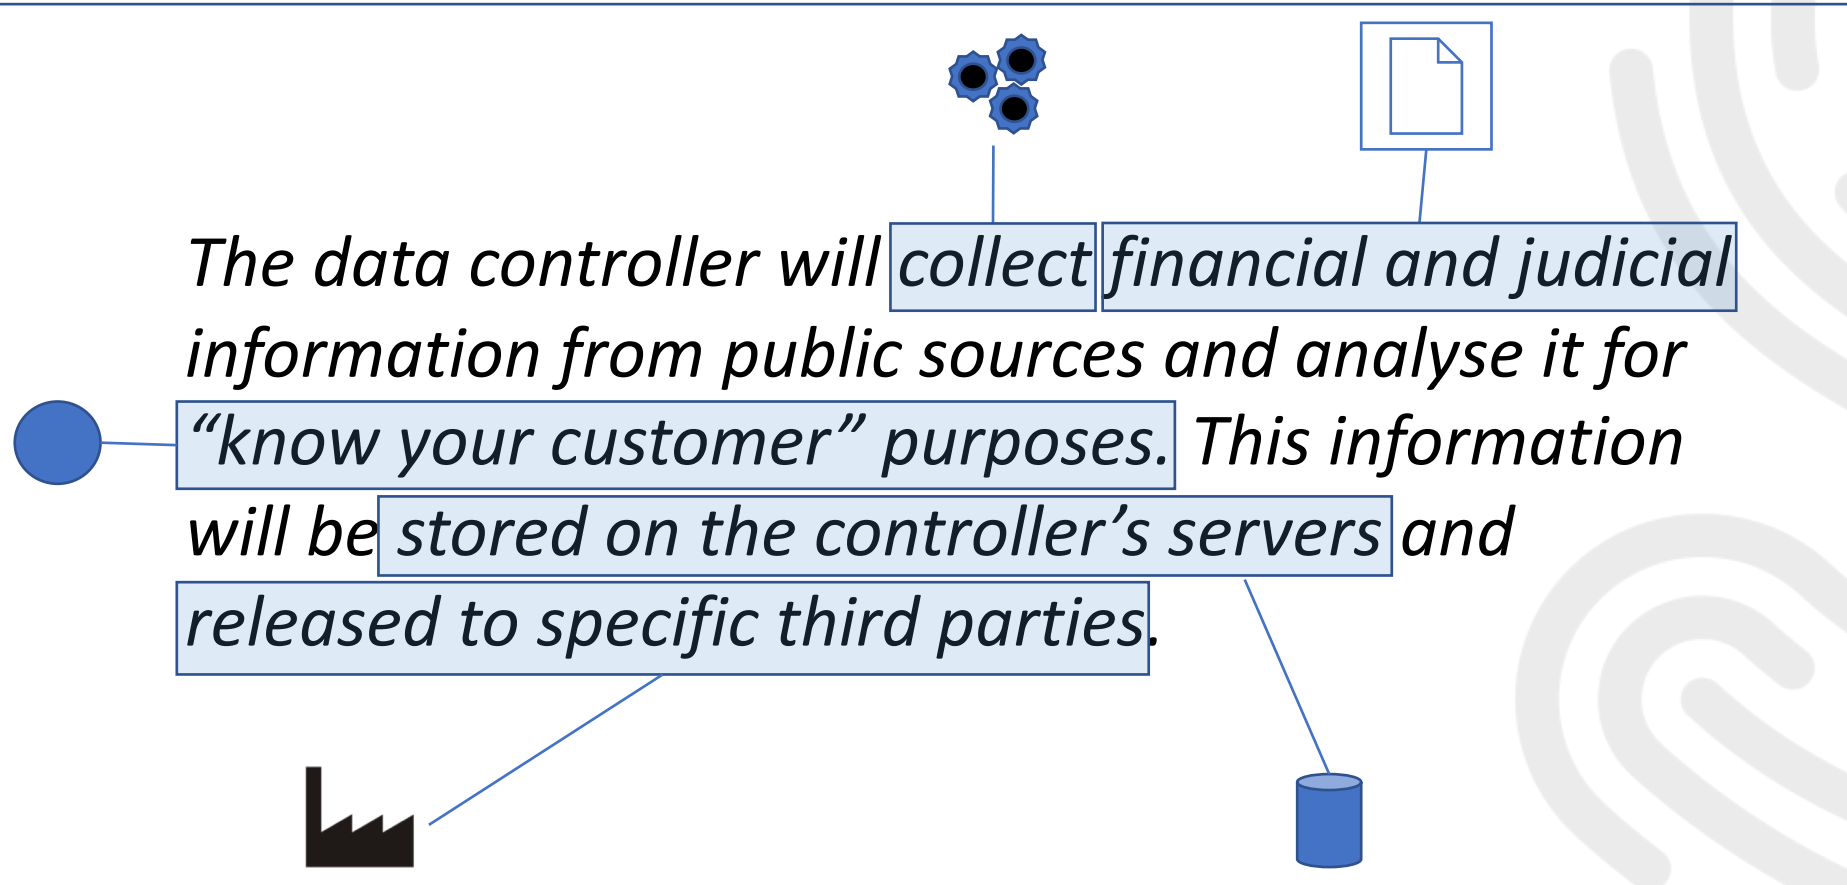 The data controller will collect financial and judicial
information from public sources and analyse it for
“know your customer” purposes. This information
will be stored on the controller’s servers and
released to specific third parties.